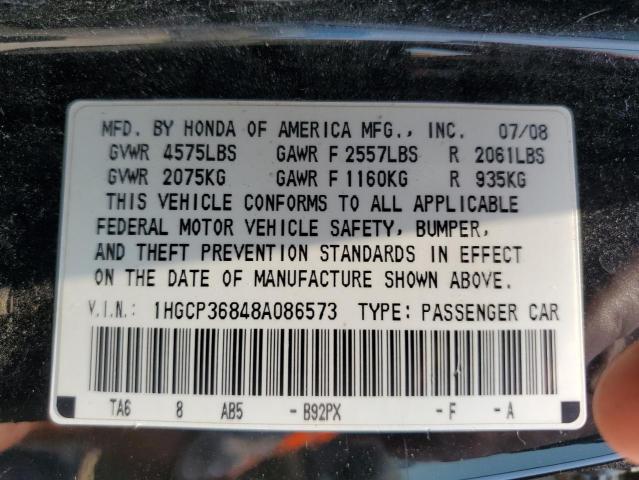 MFD. BY HONDA OF AMERICA MFG., INC. 07/08
GVWR 4575LBS GAWR F 2557LBS R 2061LBS
GVWR 2075KG GAWR F 1160KG R 935KG
THIS VEHICLE CONFORMS TO ALL APPLICABLE
FEDERAL MOTOR VEHICLE SAFETY, BUMPER,
AND THEFT PREVENTION STANDARDS IN EFFECT
ON THE DATE OF MANUFACTURE SHOWN ABOVE.
V.I.N.: 1HGCP36848A086573 TYPE: PASSENGER CAR
TA6 8 AB5 - B92PX - F - A